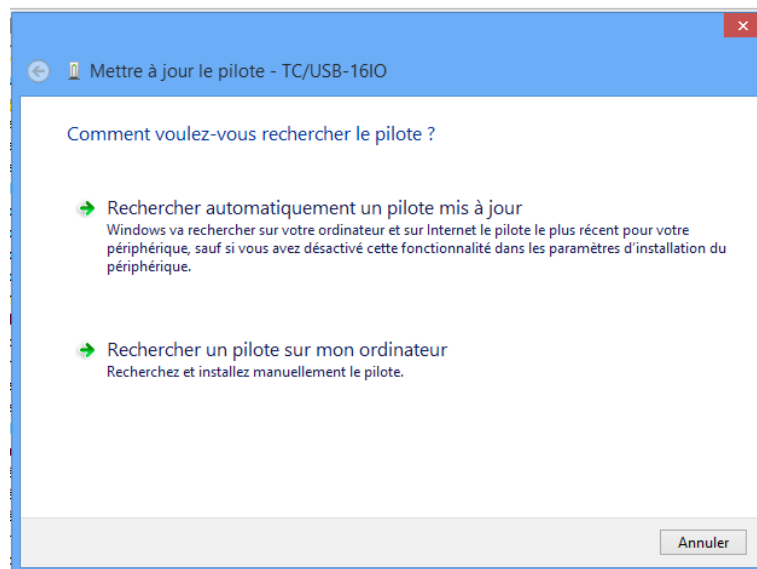 Mettre à jour le pilote - TC/USB-16IO
Comment voulez-vous rechercher le pilote ?
Rechercher automatiquement un pilote mis à jour
Windows va rechercher sur votre ordinateur et sur Internet le pilote le plus récent pour votre
périphérique, sauf si vous avez désactivé cette fonctionnalité dans les paramètres d'installation du
périphérique.
Rechercher un pilote sur mon ordinateur
Recherchez et installez manuellement le pilote.
Annuler